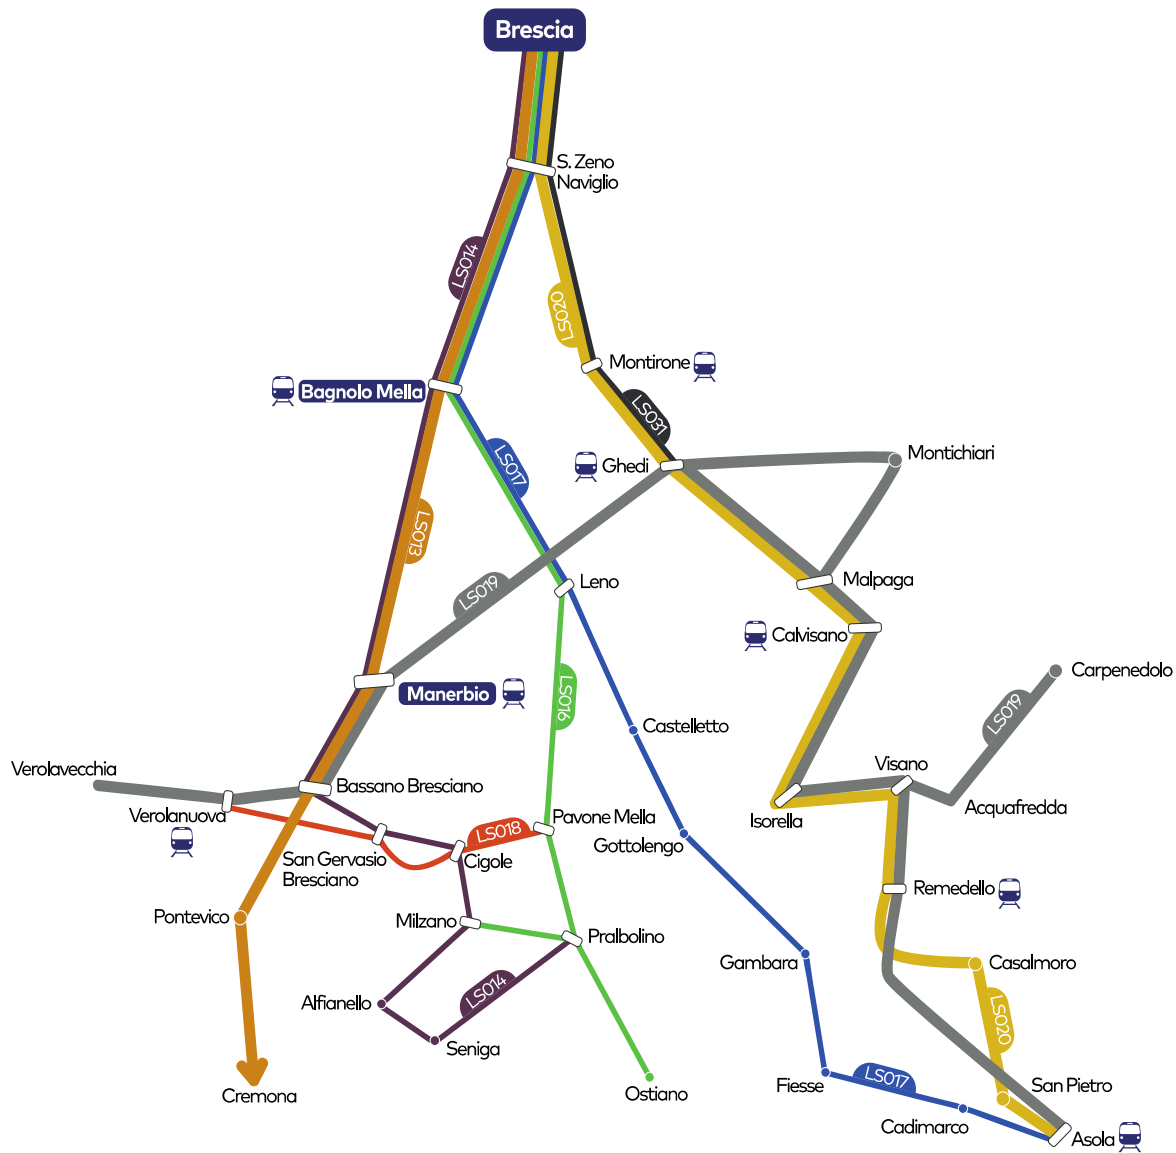 Brescia
S. Zeno
Naviglio
LS014
LS020
Montirone
Bagnolo Mella
LS031
LS017
Ghedi
Montichiari
LS013
LS019
Leno
Malpaga
Calvisano
Manerbio
LS016
Carpenedolo
LS019
Castelletto
Verolavecchia
Bassano Bresciano
Visano
Verolanuova
LS018
Pavone Mella
Isorella
Acquafredda
Gottolengo
San Gervasio
Bresciano
Cigole
Remedello
Pontevico
Milzano
Pralbolino
Gambara
Casalmoro
Alfianello
LS014
LS020
Seniga
Fiesse
LS017
San Pietro
Cremona
Ostiano
Cadimarco
Asola